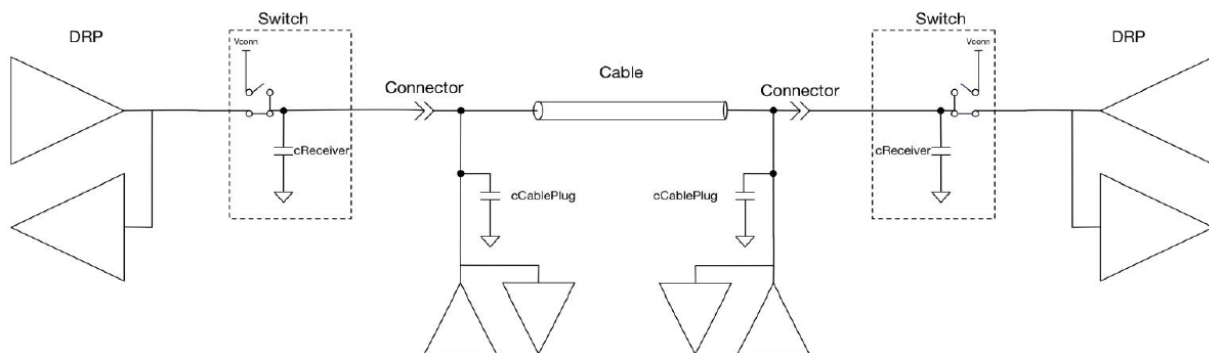 Switch
Switch
DRP
DRP
Vconn
Vconn
Cable
Connector
Connector
cReceiver
cReceiver
cCablePlug
cCablePlug